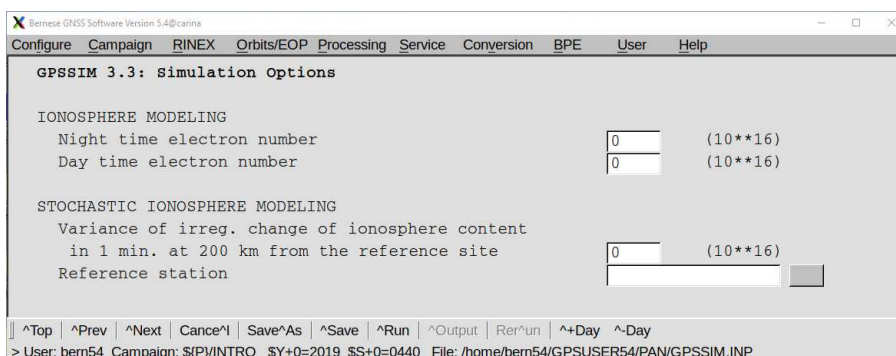 Bernese GNSS Software Version 5.4@carina
Configure Campaign RINEX Orbits/EOP Processing Service Conversion BPE User Help
GPSSIM 3.3: Simulation Options
IONOSPHERE MODELING
Night time electron number 0 (10**16)
Day time electron number 0 (10**16)
STOCHASTIC IONOSPHERE MODELING
Variance of irreg. change of ionosphere content
in 1 min. at 200 km from the reference site 0 (10**16)
Reference station
^Top ^Prev ^Next Cance^l Save^As ^Save ^Run ^Output Rer^un ^+Day ^-Day
> User: bern54 Campaign: ${P}/INTRO $Y+0=2019 $S+0=0440 File: /home/bern54/GPSUSER54/PAN/GPSSIM.INP